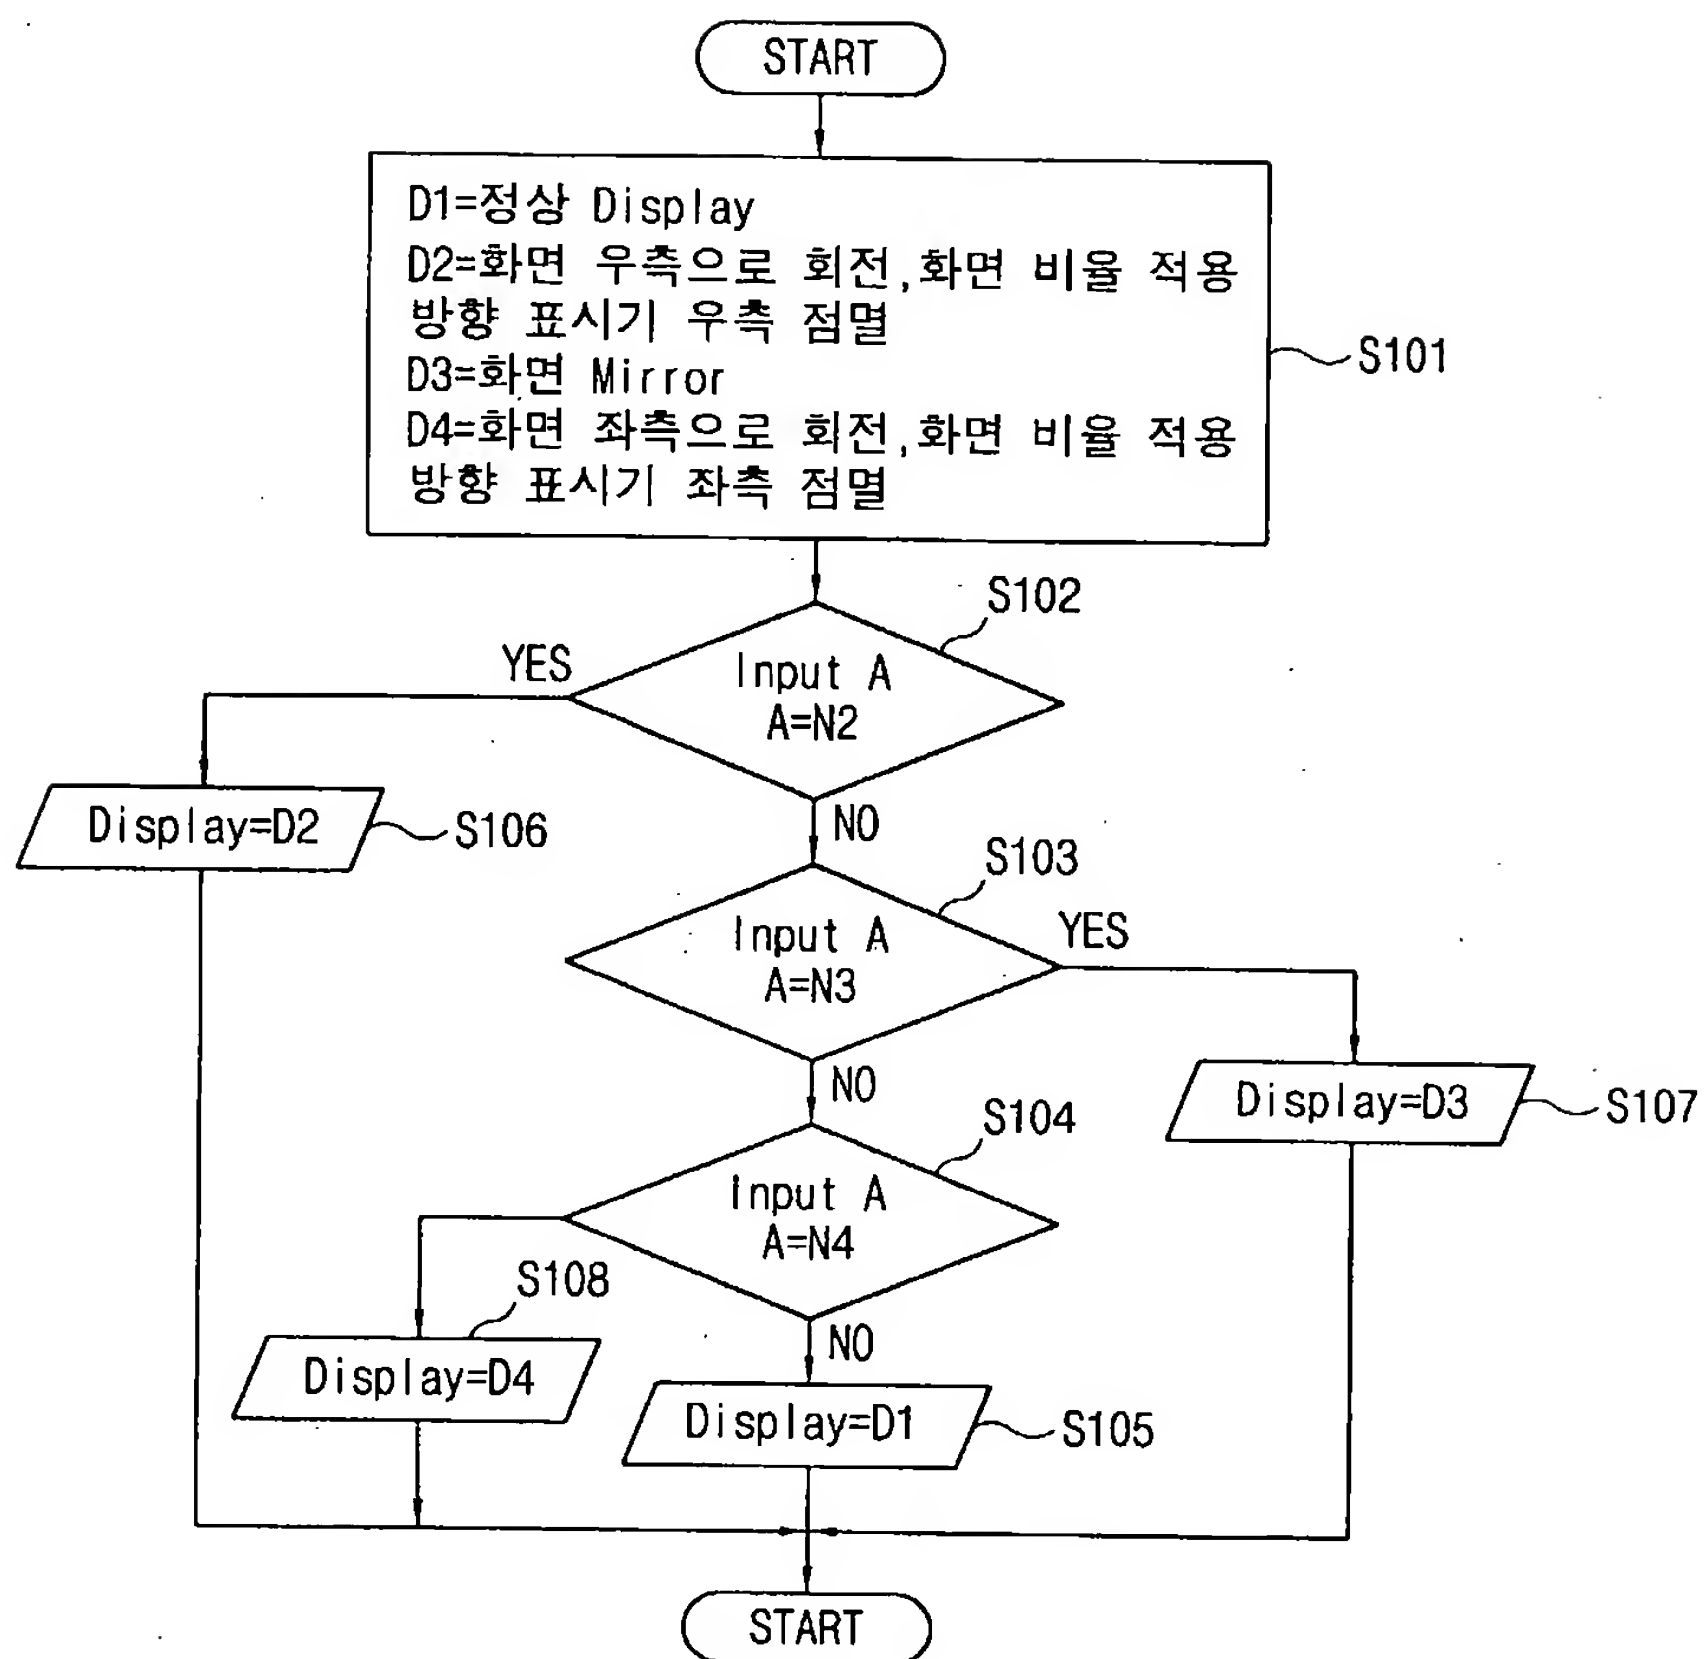 START
D1=정상 Display
D2=화면 우측으로 회전,화면 비율 적용
방향 표시기 우측 점멸
D3=화면 Mirror
D4=화면 좌측으로 회전,화면 비율 적용
방향 표시기 좌측 점멸
S101
S102
YES
Input A
A=N2
Display=D2
S106
NO
S103
Input A
A=N3
YES
NO
Display=D3
S107
S104
Input A
A=N4
S108
NO
Display=D4
Display=D1
S105
START